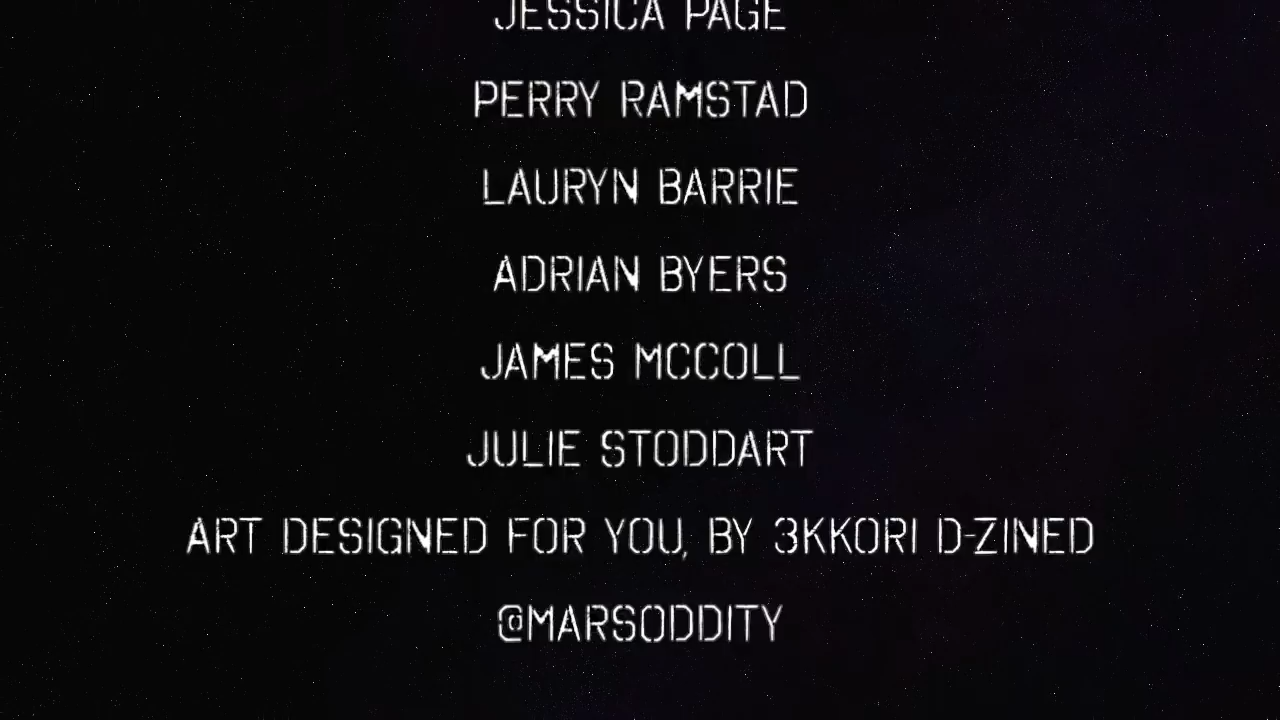 JESSICA PAGE
PERRY RAMSTAD
LAURYN BARRIE
ADRIAN BYERS
JAMES MCCOLL
JULIE STODDART
ART DESIGNED FOR YOU, BY 3KKORI D-ZINED
@MARSODDITY